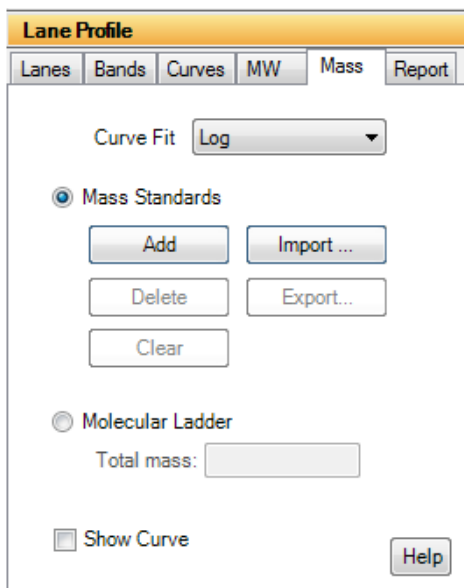 Lane Profile
Lanes Bands Curves MW Mass Report
Curve Fit Log
Mass Standards
Add Import ...
Delete Export...
Clear
Molecular Ladder
Total mass:
Show Curve
Help